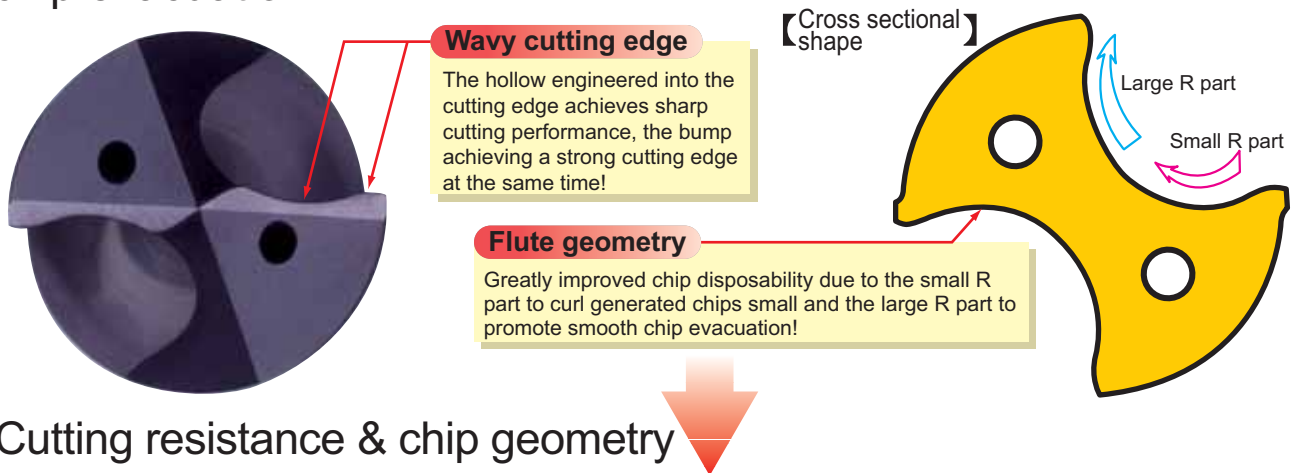 Wavy cutting edge
The hollow engineered into the
cutting edge achieves sharp
cutting performance, the bump
achieving a strong cutting edge
at the same time!
【Cross sectional
shape】
Large R part
Small R part
Flute geometry
Greatly improved chip disposability due to the small R
part to curl generated chips small and the large R part to
promote smooth chip evacuation!
Cutting resistance & chip geometry